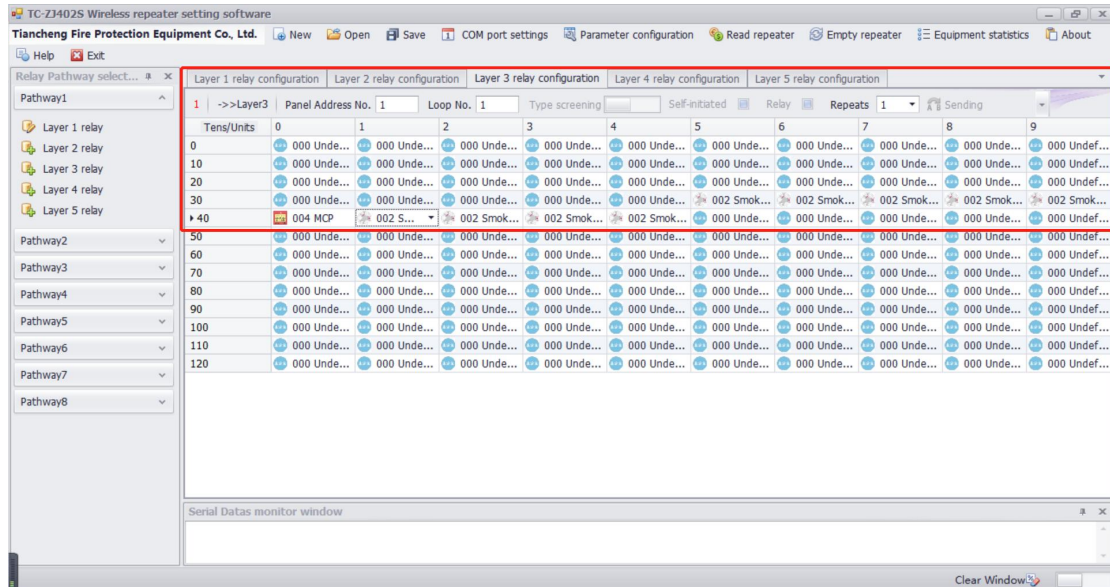 TC-ZJ402S Wireless repeater setting software
Tiancheng Fire Protection Equipment Co., Ltd. New Open Save COM port settings Parameter configuration Read repeater Empty repeater Equipment statistics About
Help Exit
Relay Pathway select...
Pathway1
Layer 1 relay
Layer 2 relay
Layer 3 relay
Layer 4 relay
Layer 5 relay
Pathway2
Pathway3
Pathway4
Pathway5
Pathway6
Pathway7
Pathway8
Layer 1 relay configuration Layer 2 relay configuration Layer 3 relay configuration Layer 4 relay configuration Layer 5 relay configuration
1 ->>Layer3 Panel Address No. 1 Loop No. 1 Type screening Self-initiated Relay Repeats 1 Sending
Tens/Units 0 1 2 3 4 5 6 7 8 9
0 000 Unde... 000 Unde... 000 Unde... 000 Unde... 000 Unde... 000 Unde... 000 Unde... 000 Unde... 000 Unde... 000 Undef...
10 000 Unde... 000 Unde... 000 Unde... 000 Unde... 000 Unde... 000 Unde... 000 Unde... 000 Unde... 000 Unde... 000 Undef...
20 000 Unde... 000 Unde... 000 Unde... 000 Unde... 000 Unde... 000 Unde... 000 Unde... 000 Unde... 000 Unde... 000 Undef...
30 000 Unde... 000 Unde... 000 Unde... 000 Unde... 000 Unde... 002 Smok... 002 Smok... 002 Smok... 002 Smok... 002 Smok...
40 004 MCP 002 S... 002 Smok... 002 Smok... 002 Smok... 000 Unde... 000 Unde... 000 Unde... 000 Unde... 000 Undef...
50 000 Unde... 000 Unde... 000 Unde... 000 Unde... 000 Unde... 000 Unde... 000 Unde... 000 Unde... 000 Unde... 000 Undef...
60 000 Unde... 000 Unde... 000 Unde... 000 Unde... 000 Unde... 000 Unde... 000 Unde... 000 Unde... 000 Unde... 000 Undef...
70 000 Unde... 000 Unde... 000 Unde... 000 Unde... 000 Unde... 000 Unde... 000 Unde... 000 Unde... 000 Unde... 000 Undef...
80 000 Unde... 000 Unde... 000 Unde... 000 Unde... 000 Unde... 000 Unde... 000 Unde... 000 Unde... 000 Unde... 000 Undef...
90 000 Unde... 000 Unde... 000 Unde... 000 Unde... 000 Unde... 000 Unde... 000 Unde... 000 Unde... 000 Unde... 000 Undef...
100 000 Unde... 000 Unde... 000 Unde... 000 Unde... 000 Unde... 000 Unde... 000 Unde... 000 Unde... 000 Unde... 000 Undef...
110 000 Unde... 000 Unde... 000 Unde... 000 Unde... 000 Unde... 000 Unde... 000 Unde... 000 Unde... 000 Unde... 000 Undef...
120 000 Unde... 000 Unde... 000 Unde... 000 Unde... 000 Unde... 000 Unde... 000 Unde... 000 Unde... 000 Unde... 000 Undef...
Serial Datas monitor window
Clear Window